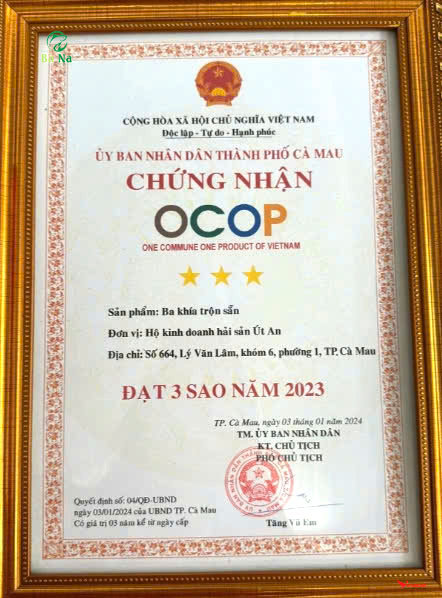 Bé Na
CỘNG HÒA XÃ HỘI CHỦ NGHĨA VIỆT NAM
Độc lập - Tự do - Hạnh phúc
ỦY BAN NHÂN DÂN THÀNH PHỐ CÀ MAU
CHỨNG NHẬN
OCOP
ONE COMMUNE ONE PRODUCT OF VIETNAM
Sản phẩm: Ba khía trộn sẵn
Đơn vị: Hộ kinh doanh hải sản Út An
Địa chỉ: Số 664, Lý Văn Lâm, khóm 6, phường 1, TP. Cà Mau
ĐẠT 3 SAO NĂM 2023
TP. Cà Mau, ngày 03 tháng 01 năm 2024
TM. ỦY BAN NHÂN DÂN
KT. CHỦ TỊCH
PHÓ CHỦ TỊCH
Quyết định số: 04/QĐ-UBND
ngày 03/01/2024 của UBND TP. Cà Mau
Có giá trị 03 năm kể từ ngày cấp
Tăng Vũ Em